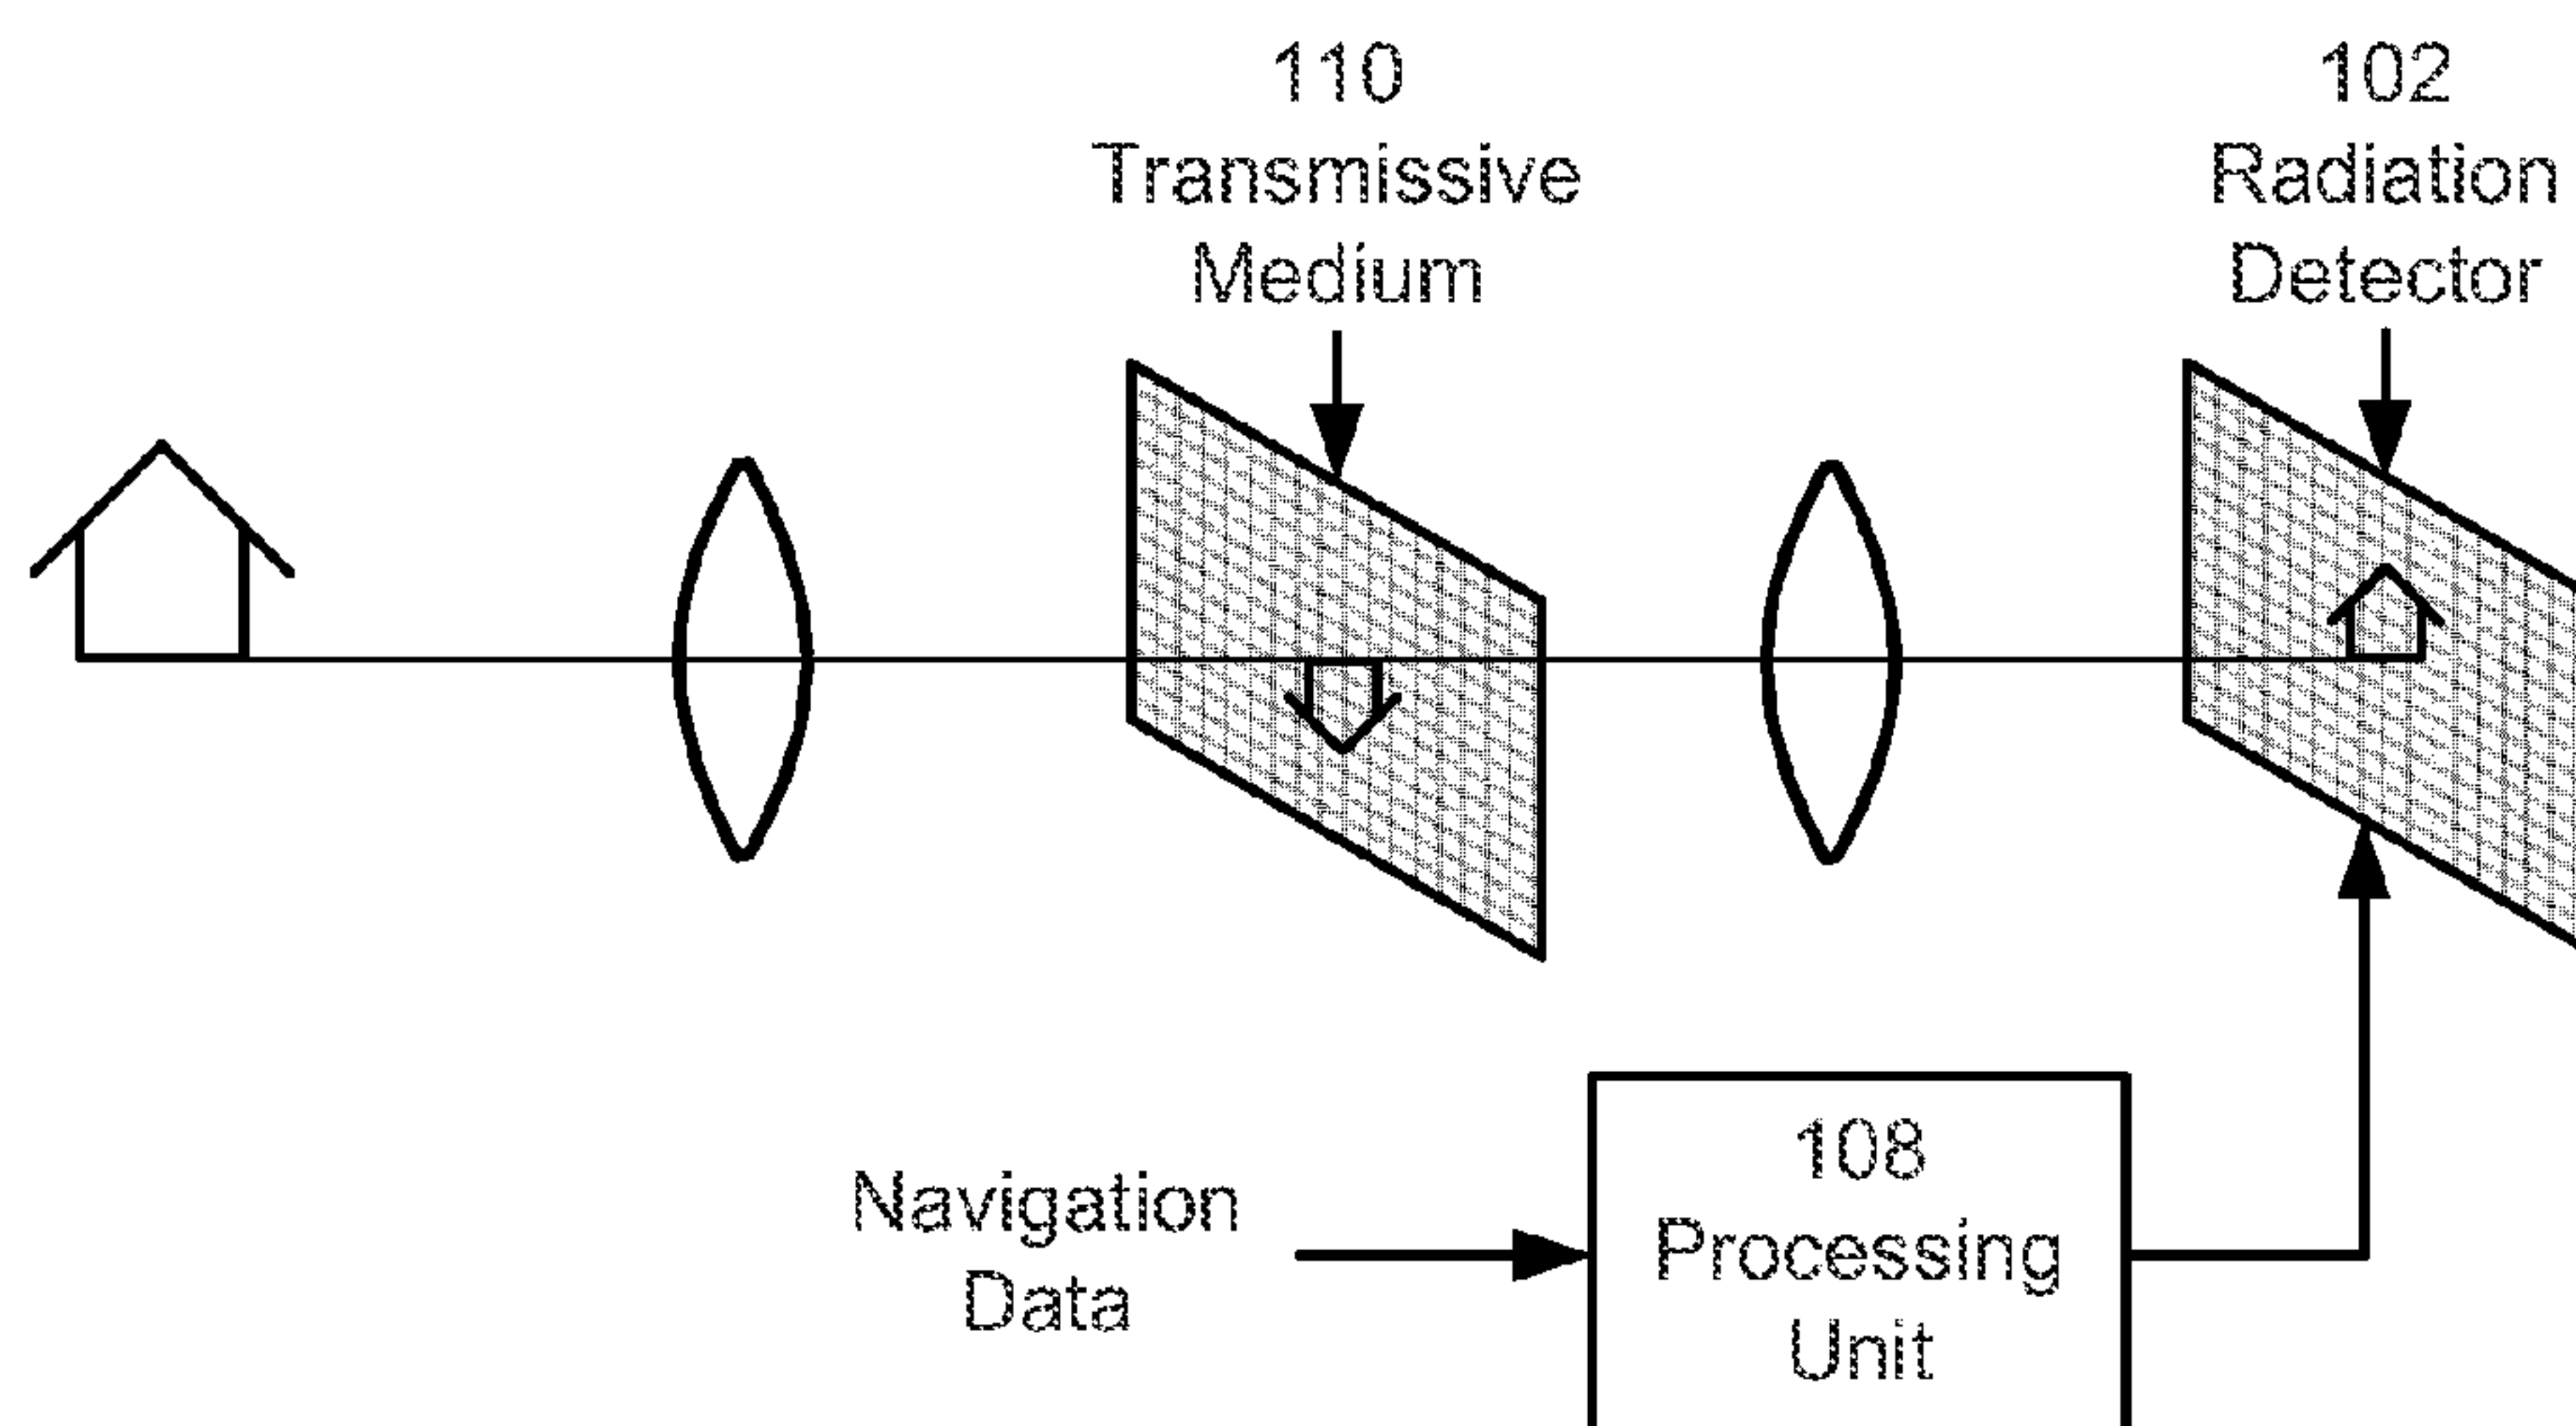 110
Transmissive
Medium
102
Radiation
Detector
Navigation
Data
108
Processing
Unit